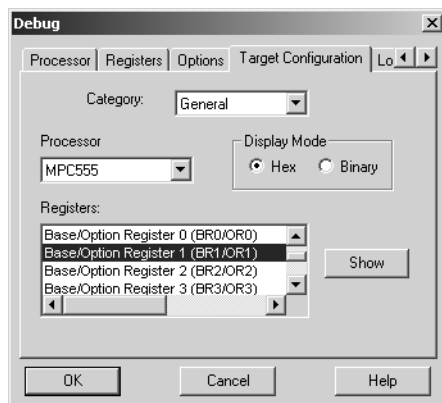 Debug
Processor Registers Options Target Configuration Lo
Category: General
Processor Display Mode
MPC555 Hex Binary
Registers:
Base/Option Register 0 (BR0/OR0)
Base/Option Register 1 (BR1/OR1)
Base/Option Register 2 (BR2/OR2)
Base/Option Register 3 (BR3/OR3)
Show
OK Cancel Help